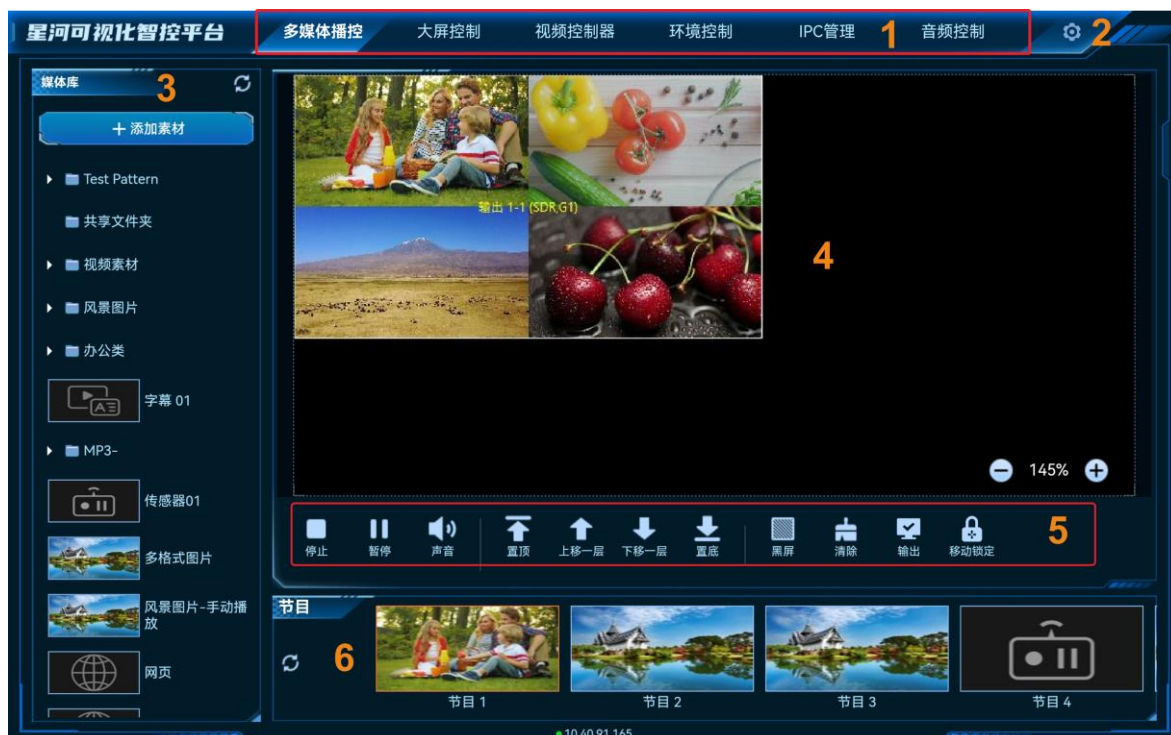 星河可视化智控平台
多媒体播控
大屏控制
视频控制器
环境控制
IPC管理
1
音频控制
2
媒体库
3
+ 添加素材
Test Pattern
共享文件夹
视频素材
风景图片
办公类
字幕 01
MP3-
传感器01
多格式图片
风景图片-手动播
放
网页
输出 1-1 (SDR,G1)
4
145%
停止
暂停
声音
置顶
上移一层
下移一层
置底
黑屏
清除
输出
移动锁定
5
节目
6
节目 1
节目 2
节目 3
节目 4
10.40.91.165